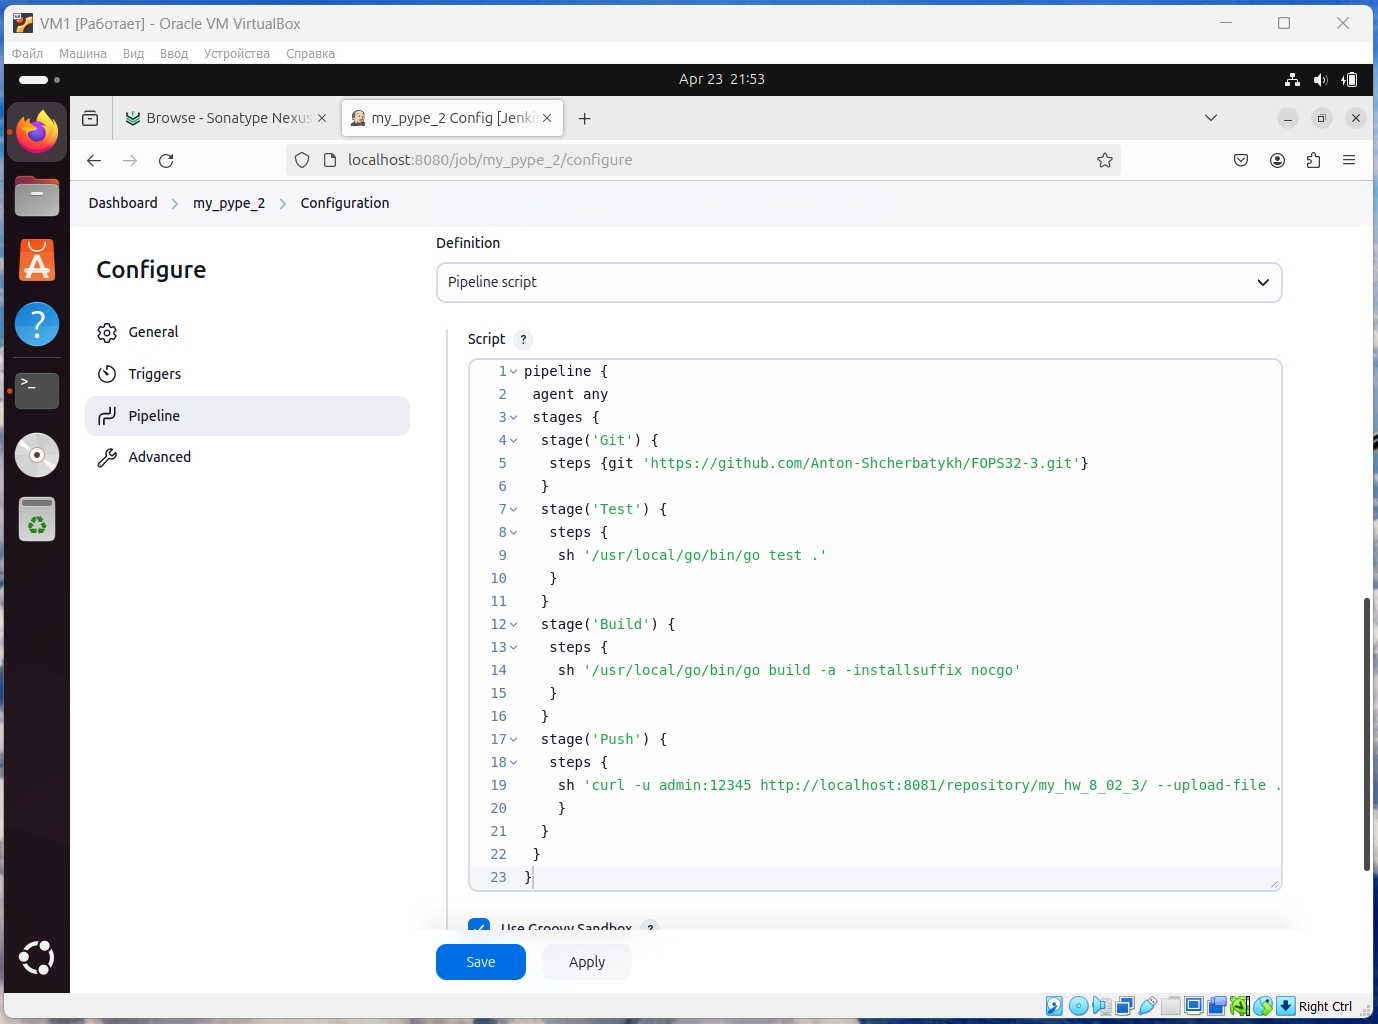 VM1 [Работает] - Oracle VM VirtualBox
Файл Машина Вид Ввод Устройства Справка
Apr 23 21:53
Browse - Sonatype Nexus
my_pype_2 Config [Jenki
localhost:8080/job/my_pype_2/configure
Dashboard my_pype_2 Configuration
Configure
General
Triggers
Pipeline
Advanced
Definition
Pipeline script
Script ?
1 pipeline {
2 agent any
3 stages {
4 stage('Git') {
5 steps {git 'https://github.com/Anton-Shcherbatykh/FOPS32-3.git'}
6 }
7 stage('Test') {
8 steps {
9 sh '/usr/local/go/bin/go test .'
10 }
11 }
12 stage('Build') {
13 steps {
14 sh '/usr/local/go/bin/go build -a -installsuffix nocgo'
15 }
16 }
17 stage('Push') {
18 steps {
19 sh 'curl -u admin:12345 http://localhost:8081/repository/my_hw_8_02_3/ --upload-file .
20 }
21 }
22 }
23 }
Use Groovy Sandbox ?
Save
Apply
Right Ctrl